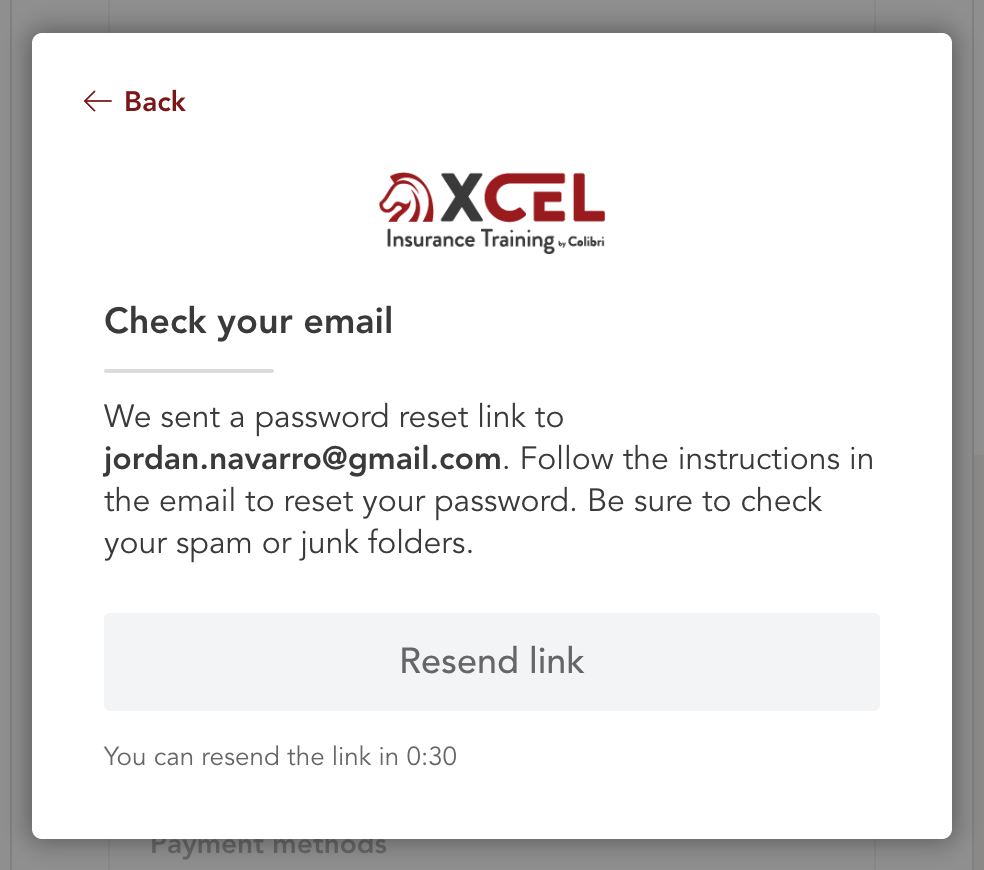 Back
XCEL
Insurance Training by Colibri
Check your email
We sent a password reset link to
jordan.navarro@gmail.com. Follow the instructions in
the email to reset your password. Be sure to check
your spam or junk folders.
Resend link
You can resend the link in 0:30
Payment methods